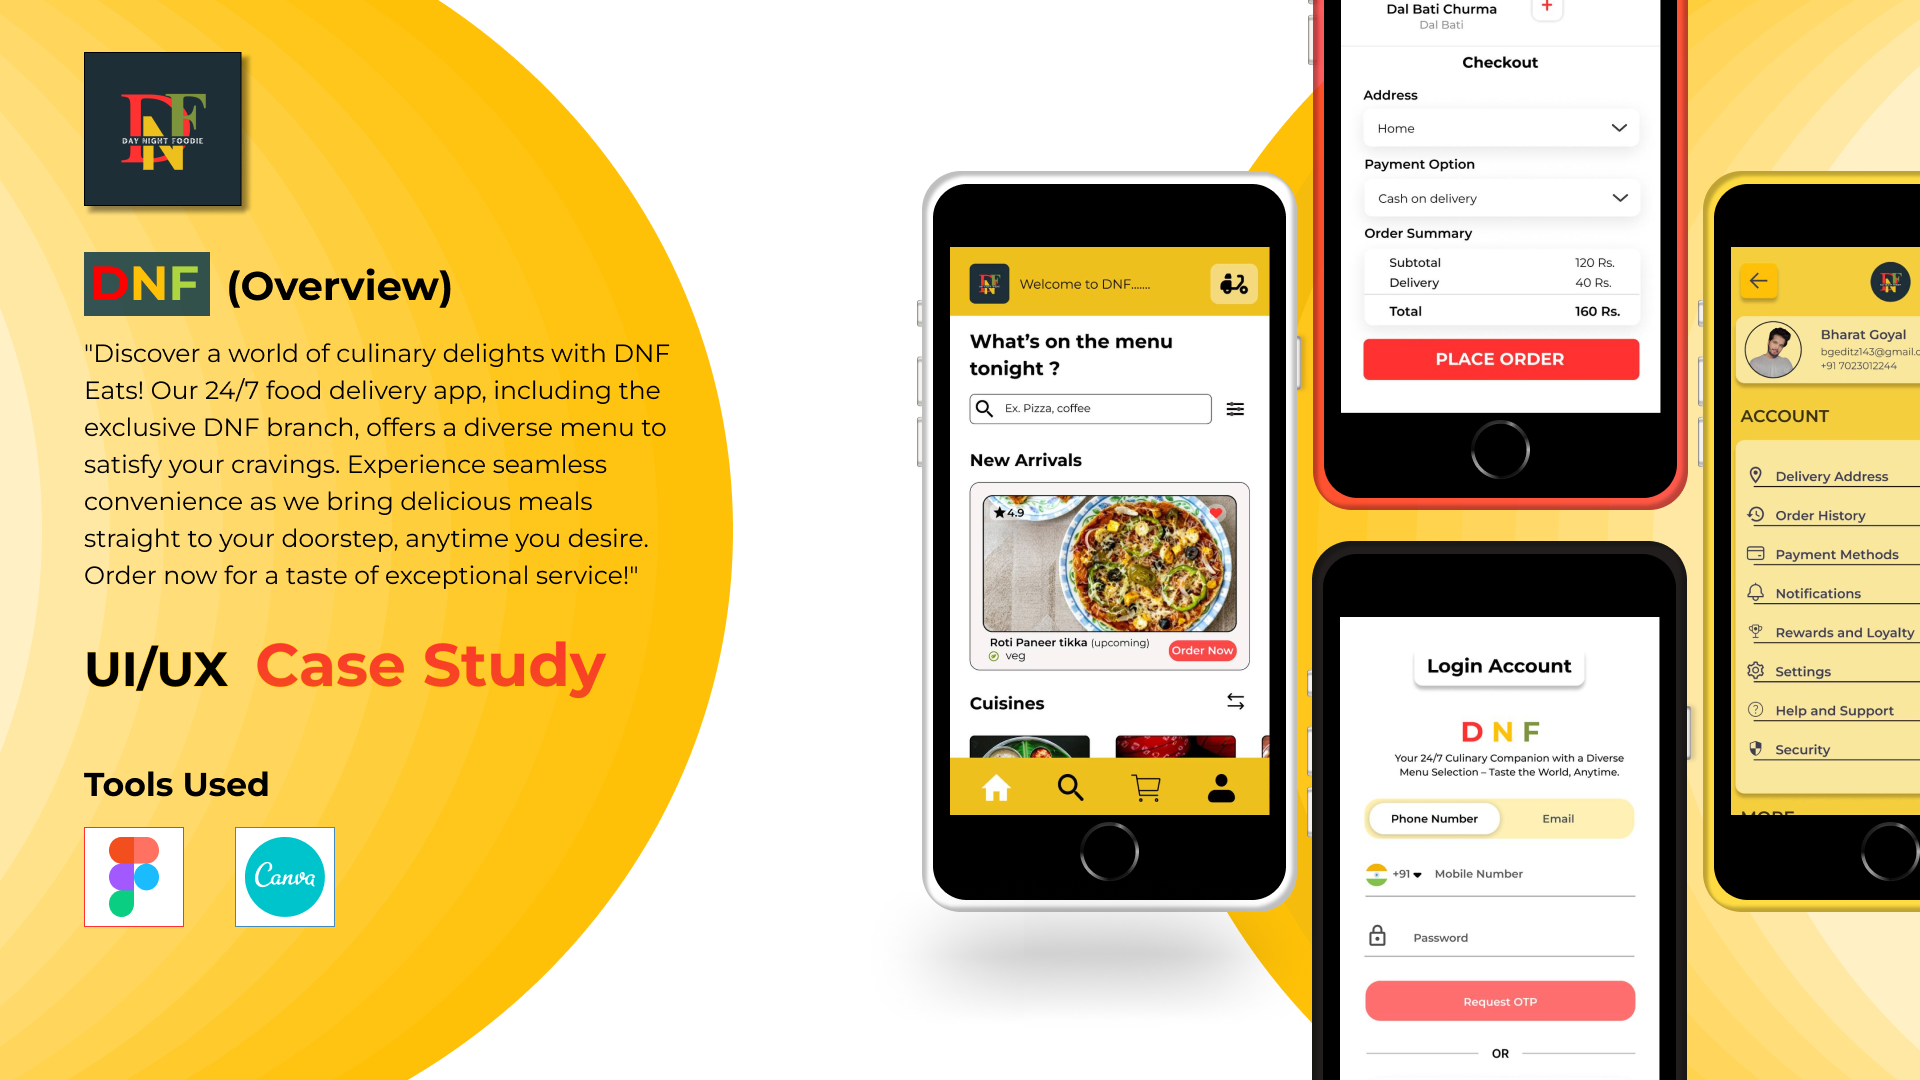 DNF
DAY NIGHT FOODIE
DNF (Overview)
"Discover a world of culinary delights with DNF
Eats! Our 24/7 food delivery app, including the
exclusive DNF branch, offers a diverse menu to
satisfy your cravings. Experience seamless
convenience as we bring delicious meals
straight to your doorstep, anytime you desire.
Order now for a taste of exceptional service!"
UI/UX Case Study
Tools Used
Canva
DNF
Welcome to DNF.......
What's on the menu
tonight ?
Ex. Pizza, coffee
New Arrivals
4.9
Roti Paneer tikka (upcoming)
veg
Order Now
Cuisines
Dal Bati Churma
+
Dal Bati
Checkout
Address
Home
Payment Option
Cash on delivery
Order Summary
Subtotal 120 Rs.
Delivery 40 Rs.
Total 160 Rs.
PLACE ORDER
Login Account
D N F
Your 24/7 Culinary Companion with a Diverse
Menu Selection – Taste the World, Anytime.
Phone Number Email
+91 Mobile Number
Password
Request OTP
OR
DNF
Bharat Goyal
bgeditz143@gmail.c
+91 7023012244
ACCOUNT
Delivery Address
Order History
Payment Methods
Notifications
Rewards and Loyalty
Settings
? Help and Support
Security
MORE